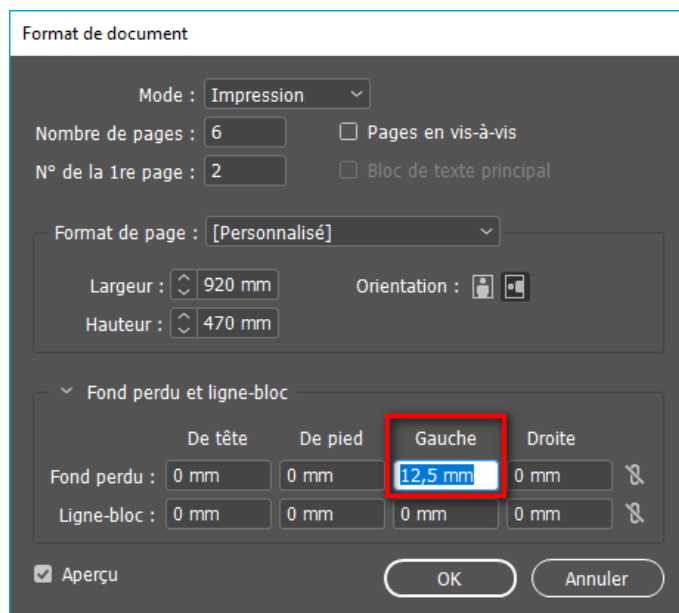 Format de document
Mode : Impression
Nombre de pages : 6 Pages en vis-à-vis
N° de la 1re page : 2 Bloc de texte principal
Format de page : [Personnalisé]
Largeur : 920 mm Orientation :
Hauteur : 470 mm
Fond perdu et ligne-bloc
De tête De pied Gauche Droite
Fond perdu : 0 mm 0 mm 12,5 mm 0 mm
Ligne-bloc : 0 mm 0 mm 0 mm 0 mm
Aperçu OK Annuler